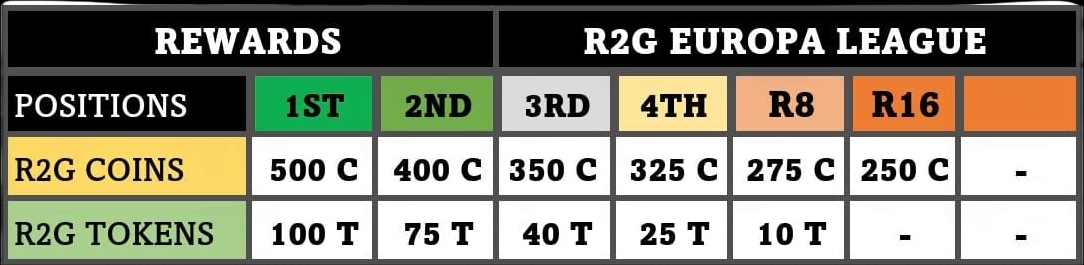 REWARDS R2G EUROPA LEAGUE
POSITIONS 1ST 2ND 3RD 4TH R8 R16
R2G COINS 500 C 400 C 350 C 325 C 275 C 250 C -
R2G TOKENS 100 T 75 T 40 T 25 T 10 T - -